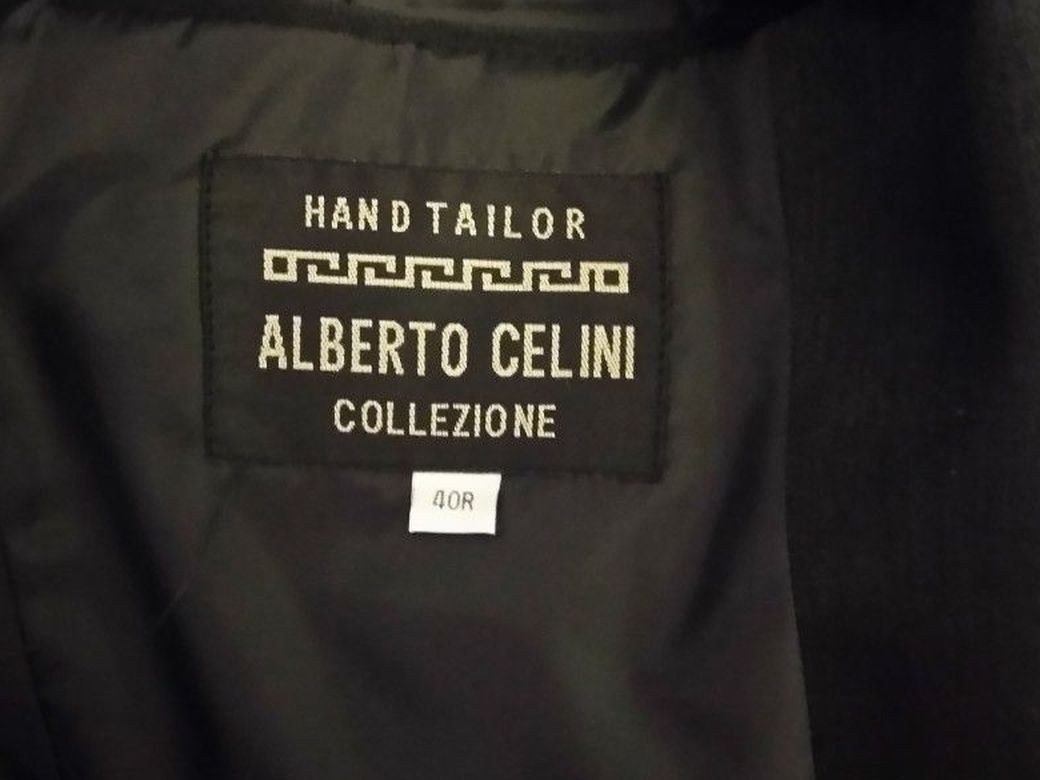 HAND TAILOR
ALBERTO CELINI
COLLEZIONE
40R